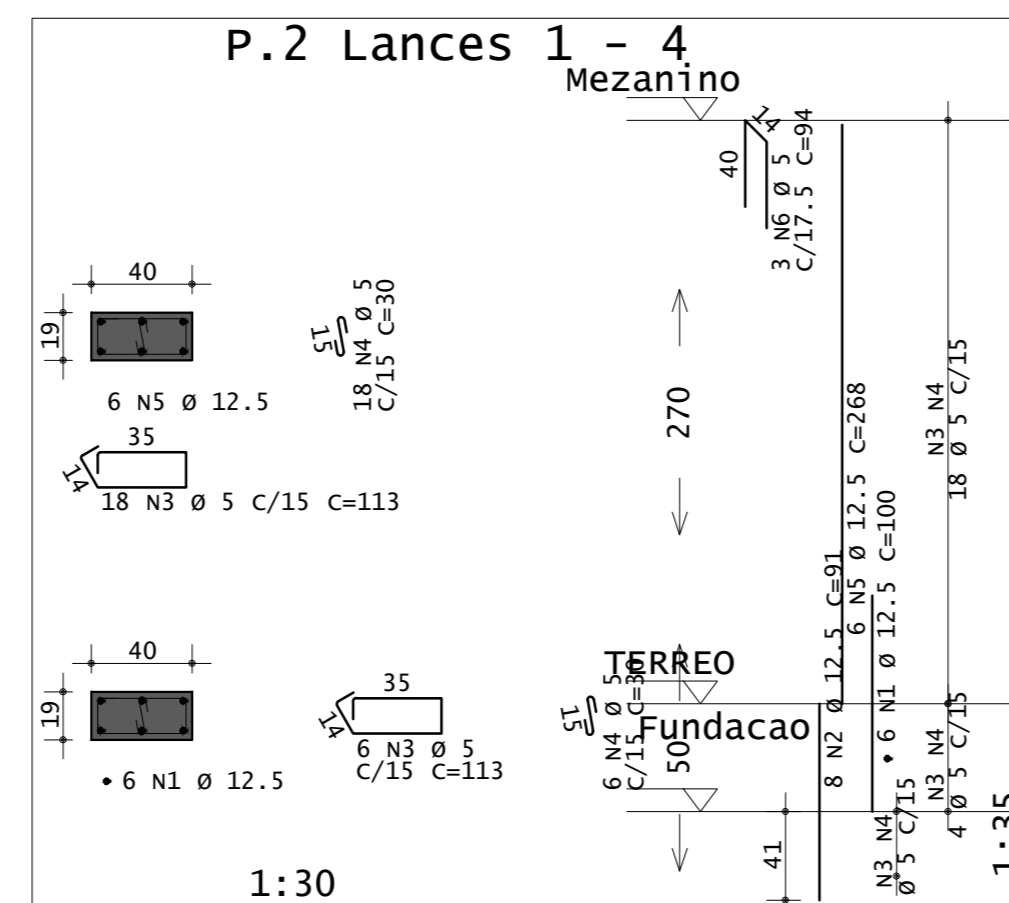 P.2 Lances 1 - 4
Mezanino
14
40
3 N6 Ø 5
C/17.5 C=94
40
19
6 N5 Ø 12.5
15
18 N4 Ø 5
C/15 C=30
35
14
18 N3 Ø 5 C/15 C=113
270
6 N5 Ø 12.5 C=268
N3 N4
18 Ø 5 C/15
40
19
6 N1 Ø 12.5
35
14
6 N3 Ø 5
C/15 C=113
15
6 N4 Ø 5
C/15 C=30
TERREO
Fundacao
50
8 N2 Ø 12.5 C=91
6 N1 Ø 12.5 C=100
N3 N4
4 Ø 5 C/15
N3 N4
Ø 5 C/15
41
1:30
1:35